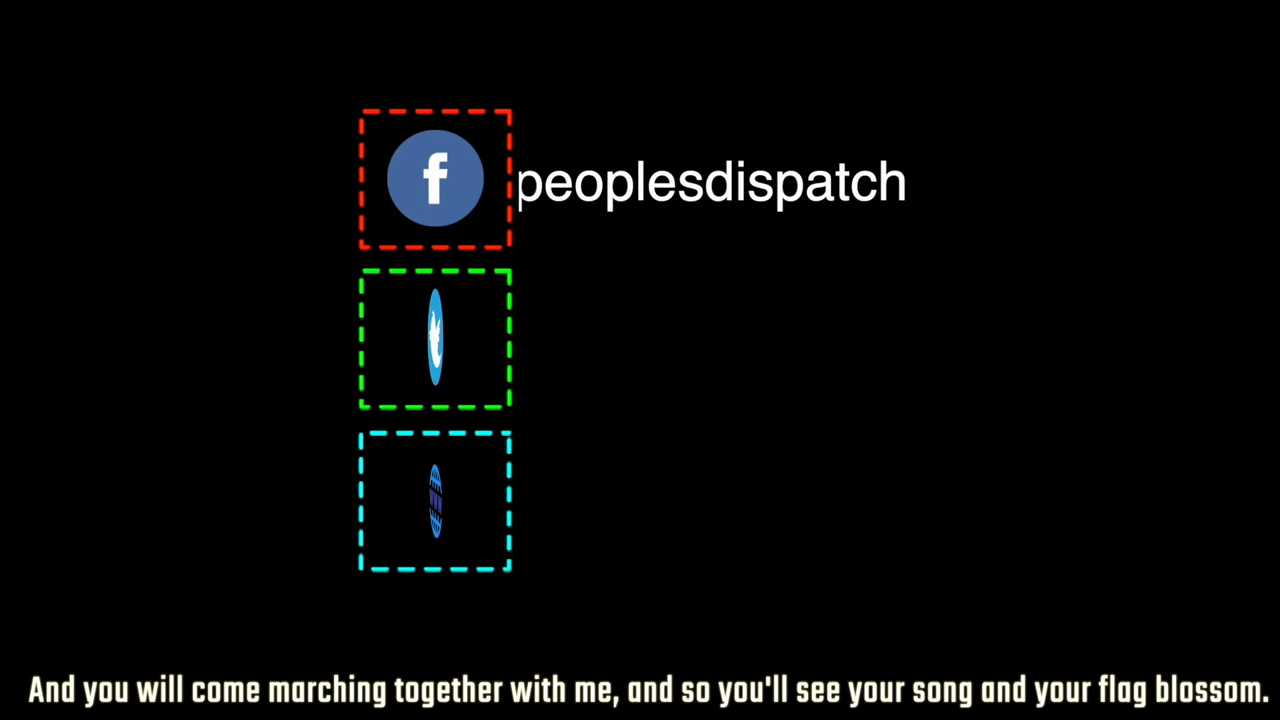 f
peoplesdispatch
And you will come marching together with me, and so you'll see your song and your flag blossom.